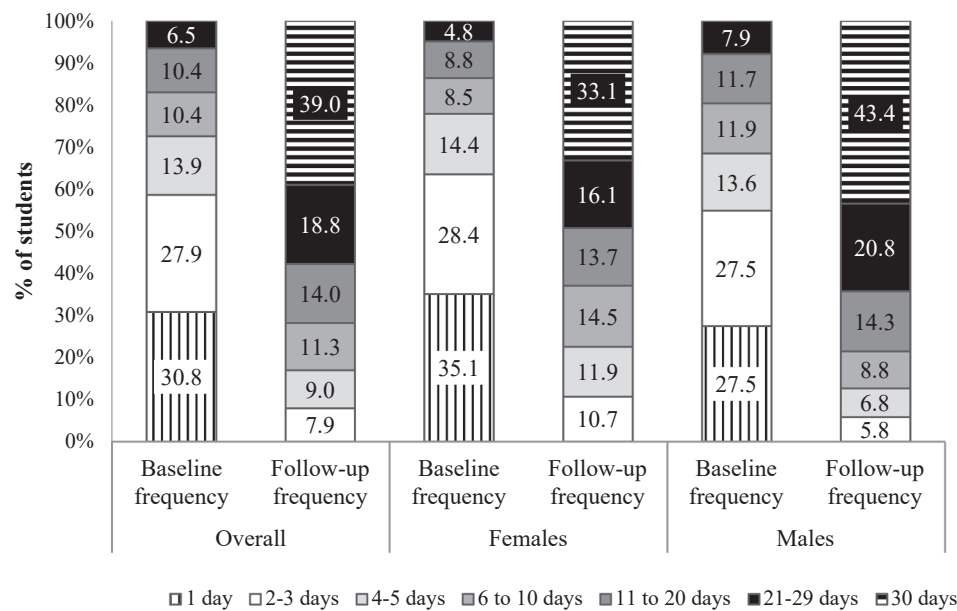 % of students
100%
90%
80%
70%
60%
50%
40%
30%
20%
10%
0%
6.5
10.4
10.4
13.9
27.9
30.8
39.0
18.8
14.0
11.3
9.0
7.9
4.8
8.8
8.5
14.4
28.4
35.1
33.1
16.1
13.7
14.5
11.9
10.7
7.9
11.7
11.9
13.6
27.5
27.5
43.4
20.8
14.3
8.8
6.8
5.8
Baseline frequency
Follow-up frequency
Baseline frequency
Follow-up frequency
Baseline frequency
Follow-up frequency
Overall
Females
Males
1 day
2-3 days
4-5 days
6 to 10 days
11 to 20 days
21-29 days
30 days